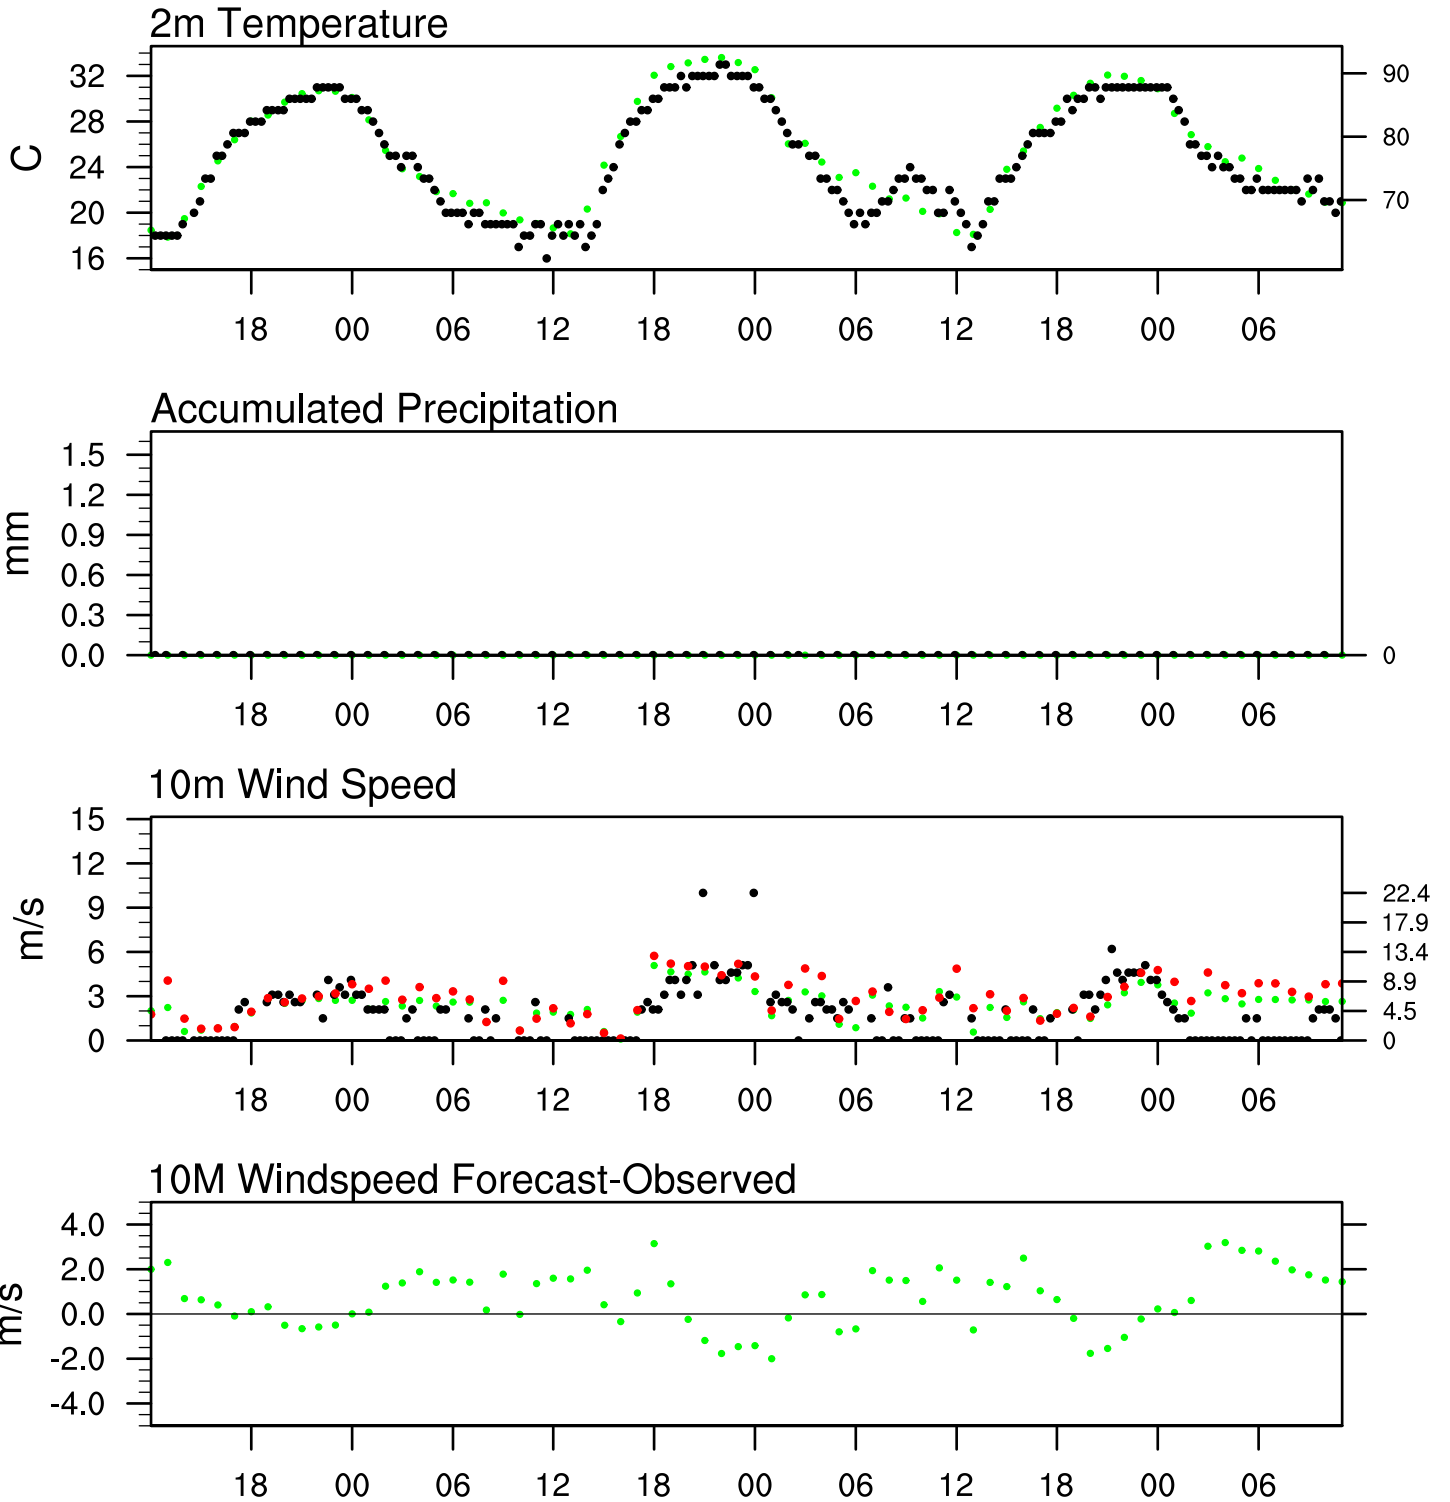 2m Temperature
32
28
24
20
16
C
90
80
70
18 00 06 12 18 00 06 12 18 00 06
Accumulated Precipitation
1.5
1.2
0.9
0.6
0.3
0.0
mm
0
18 00 06 12 18 00 06 12 18 00 06
10m Wind Speed
15
12
9
6
3
0
m/s
22.4
17.9
13.4
8.9
4.5
0
18 00 06 12 18 00 06 12 18 00 06
10M Windspeed Forecast-Observed
4.0
2.0
0.0
-2.0
-4.0
m/s
18 00 06 12 18 00 06 12 18 00 06